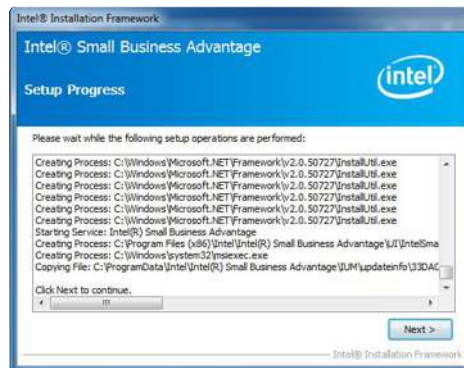 Intel® Installation Framework
Intel® Small Business Advantage
intel
Setup Progress
Please wait while the following setup operations are performed:
Creating Process: C:\Windows\Microsoft.NET\Framework\v2.0.50727\InstallUtil.exe
Creating Process: C:\Windows\Microsoft.NET\Framework\v2.0.50727\InstallUtil.exe
Creating Process: C:\Windows\Microsoft.NET\Framework\v2.0.50727\InstallUtil.exe
Creating Process: C:\Windows\Microsoft.NET\Framework\v2.0.50727\InstallUtil.exe
Creating Process: C:\Windows\Microsoft.NET\Framework\v2.0.50727\InstallUtil.exe
Creating Process: C:\Windows\Microsoft.NET\Framework\v2.0.50727\InstallUtil.exe
Starting Service: Intel(R) Small Business Advantage
Creating Process: C:\Program Files (x86)\Intel\Intel(R) Small Business Advantage\UI\IntelSma
Creating Process: C:\Windows\system32\msiexec.exe
Copying File: C:\ProgramData\Intel\Intel(R) Small Business Advantage\IUM\updateinfo\33DAC
Click Next to continue.
Next >
Intel® Installation Framework